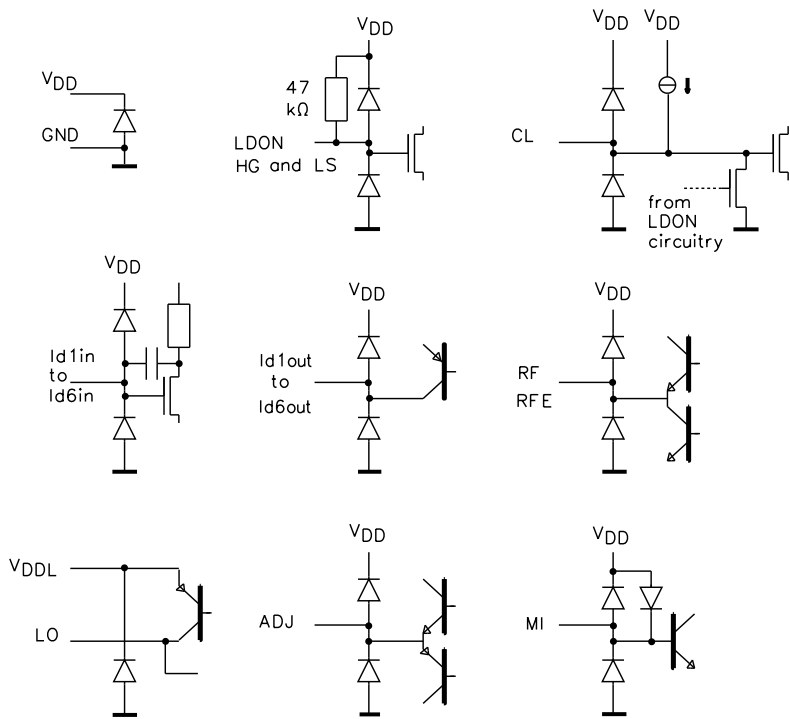 VDD
GND
VDD
47
kΩ
LDON
HG and LS
VDD VDD
CL
from
LDON
circuitry
VDD
Id1in
to
Id6in
VDD
Id1out
to
Id6out
VDD
RF
RFE
VDDL
LO
VDD
ADJ
VDD
MI